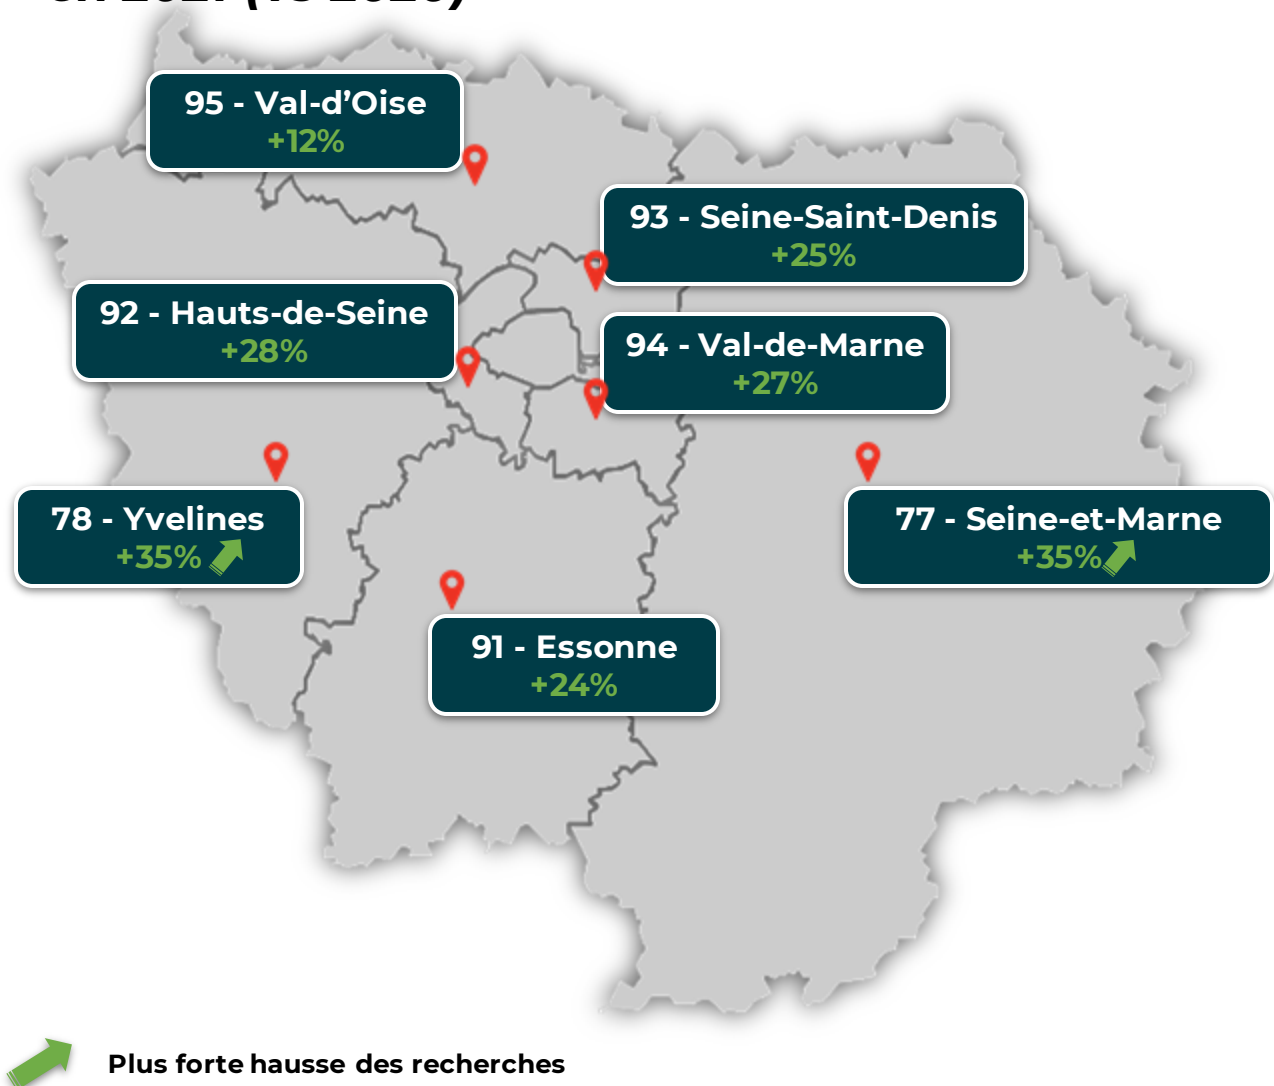 95 - Val-d’Oise
+12%
93 - Seine-Saint-Denis
+25%
92 - Hauts-de-Seine
+28%
94 - Val-de-Marne
+27%
78 - Yvelines
+35%
77 - Seine-et-Marne
+35%
91 - Essonne
+24%
Plus forte hausse des recherches